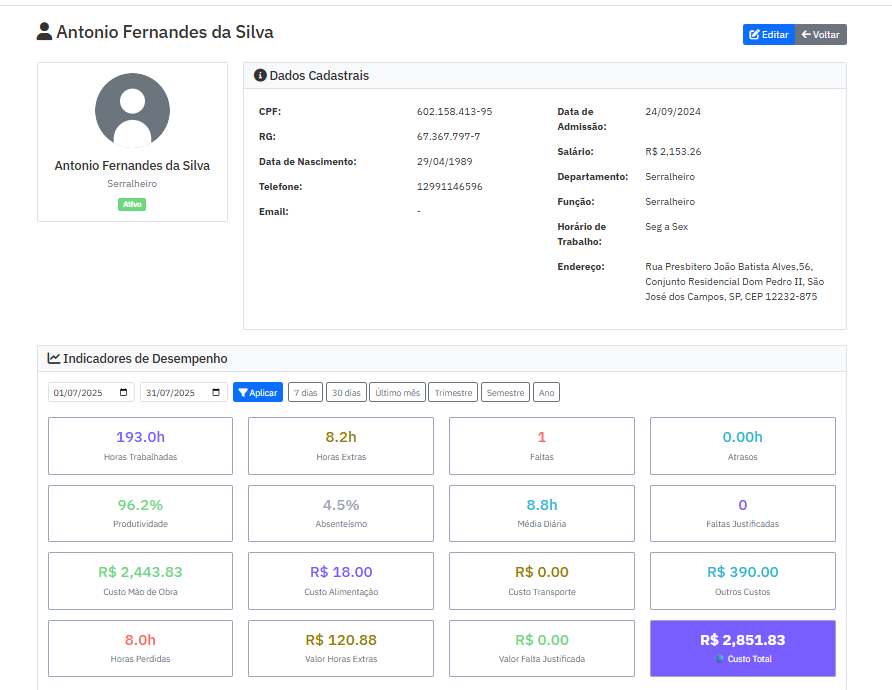 Antonio Fernandes da Silva
Editar
Voltar
Antonio Fernandes da Silva
Serralheiro
Ativo
Dados Cadastrais
CPF: 602.158.413-95
RG: 67.367.797-7
Data de Nascimento: 29/04/1989
Telefone: 12991146596
Email: -
Data de
Admissão: 24/09/2024
Salário: R$ 2,153.26
Departamento: Serralheiro
Função: Serralheiro
Horário de
Trabalho: Seg a Sex
Endereço: Rua Presbitero João Batista Alves,56,
Conjunto Residencial Dom Pedro II, São
José dos Campos, SP, CEP 12232-875
Indicadores de Desempenho
01/07/2025 31/07/2025 Aplicar 7 dias 30 dias Último mês Trimestre Semestre Ano
193.0h 8.2h 1 0.00h
Horas Trabalhadas Horas Extras Faltas Atrasos
96.2% 4.5% 8.8h 0
Produtividade Absenteísmo Média Diária Faltas Justificadas
R$ 2,443.83 R$ 18.00 R$ 0.00 R$ 390.00
Custo Mão de Obra Custo Alimentação Custo Transporte Outros Custos
8.0h R$ 120.88 R$ 0.00 R$ 2,851.83
Horas Perdidas Valor Horas Extras Valor Falta Justificada Custo Total